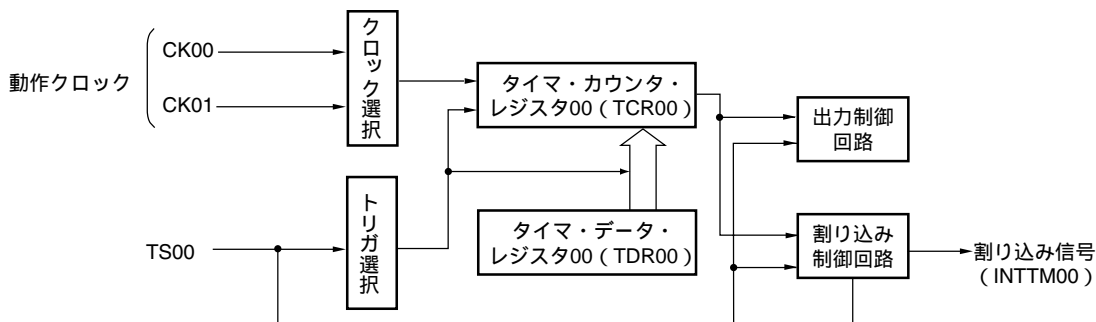 動作クロック
CK00
CK01
クロック選択
タイマ・カウンタ・
レジスタ00（TCR00）
出力制御
回路
TS00
トリガ選択
タイマ・データ・
レジスタ00（TDR00）
割り込み
制御回路
割り込み信号
（INTTM00）